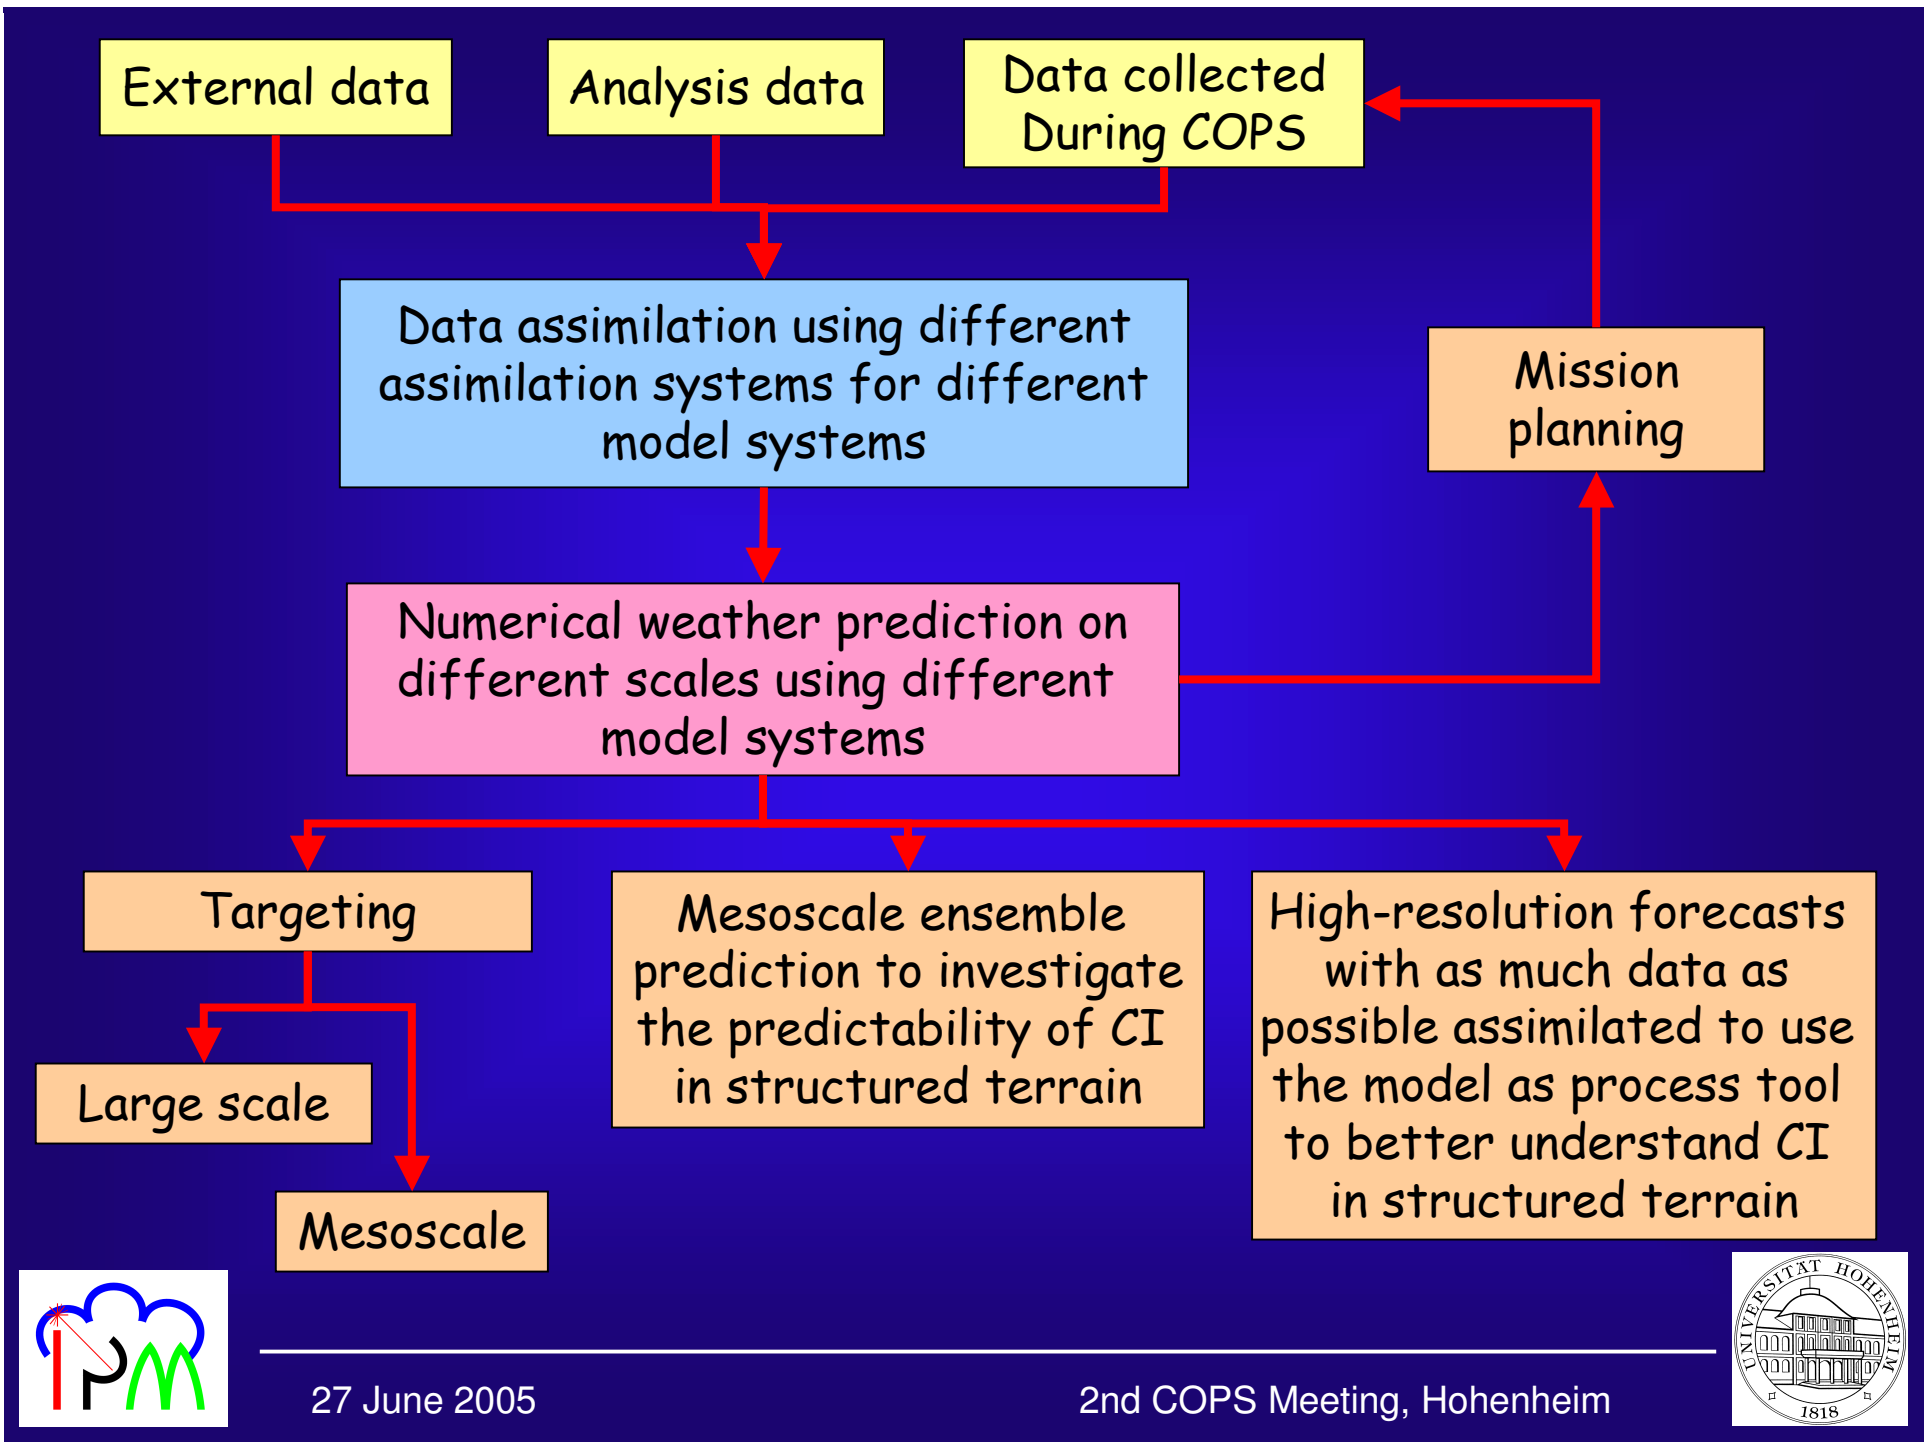 External data
Analysis data
Data collected
During COPS
Data assimilation using different
assimilation systems for different
model systems
Mission
planning
Numerical weather prediction on
different scales using different
model systems
Targeting
Large scale
Mesoscale
Mesoscale ensemble
prediction to investigate
the predictability of CI
in structured terrain
High-resolution forecasts
with as much data as
possible assimilated to use
the model as process tool
to better understand CI
in structured terrain
IPM
27 June 2005
2nd COPS Meeting, Hohenheim
UNIVERSITÄT HOHENHEIM
1818